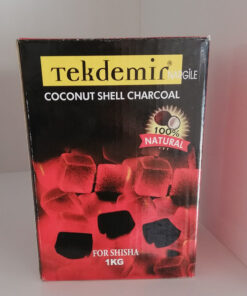 Tekdemir® NARGİLE
COCONUT SHELL CHARCOAL
100%
NATURAL
FOR SHISHA
1KG